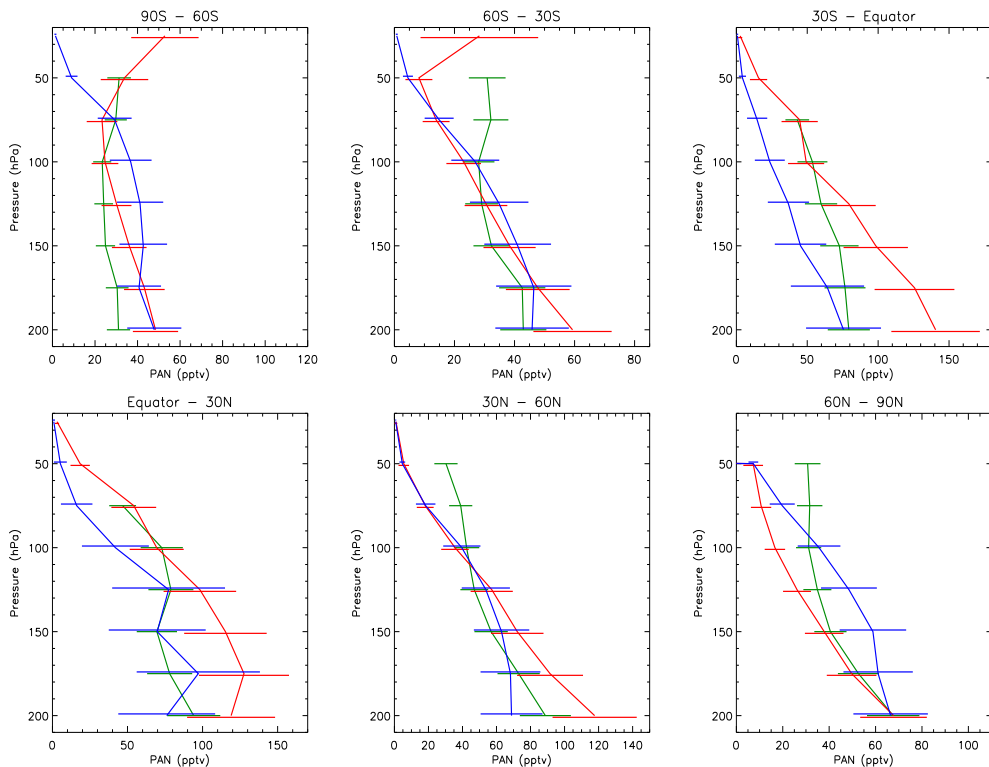 90S - 60S
60S - 30S
30S - Equator
50
100
150
200
Pressure (hPa)
0 20 40 60 80 100 120
PAN (pptv)
50
100
150
200
Pressure (hPa)
0 20 40 60 80
PAN (pptv)
50
100
150
200
Pressure (hPa)
0 50 100 150
PAN (pptv)
Equator - 30N
30N - 60N
60N - 90N
50
100
150
200
Pressure (hPa)
0 50 100 150
PAN (pptv)
50
100
150
200
Pressure (hPa)
0 20 40 60 80 100 120 140
PAN (pptv)
50
100
150
200
Pressure (hPa)
0 20 40 60 80 100
PAN (pptv)